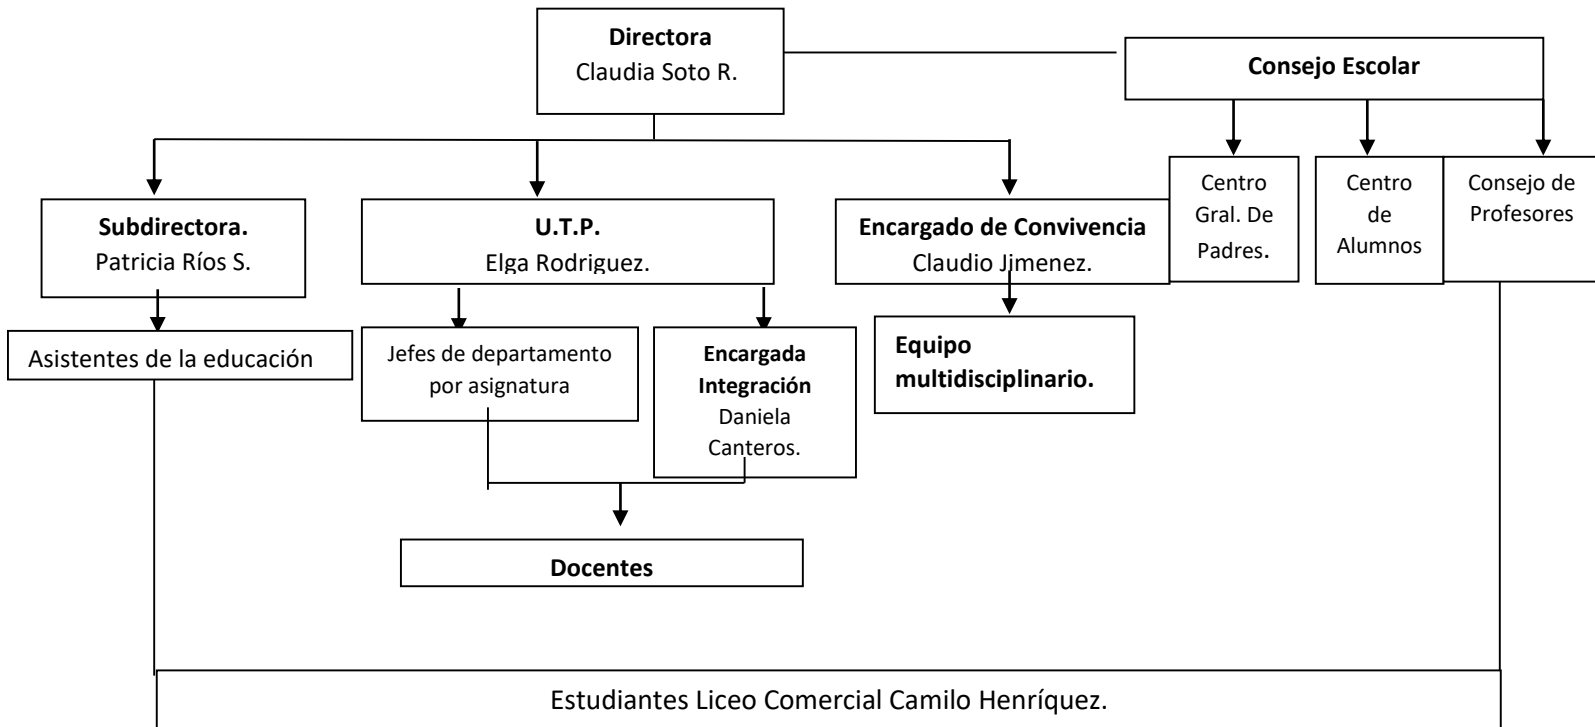 Directora
Claudia Soto R.
Consejo Escolar
Subdirectora.
Patricia Ríos S.
U.T.P.
Elga Rodriguez.
Encargado de Convivencia
Claudio Jimenez.
Centro
Gral. De
Padres.
Centro
de
Alumnos
Consejo de
Profesores
Asistentes de la educación
Jefes de departamento
por asignatura
Encargada
Integración
Daniela
Canteros.
Equipo
multidisciplinario.
Docentes
Estudiantes Liceo Comercial Camilo Henríquez.